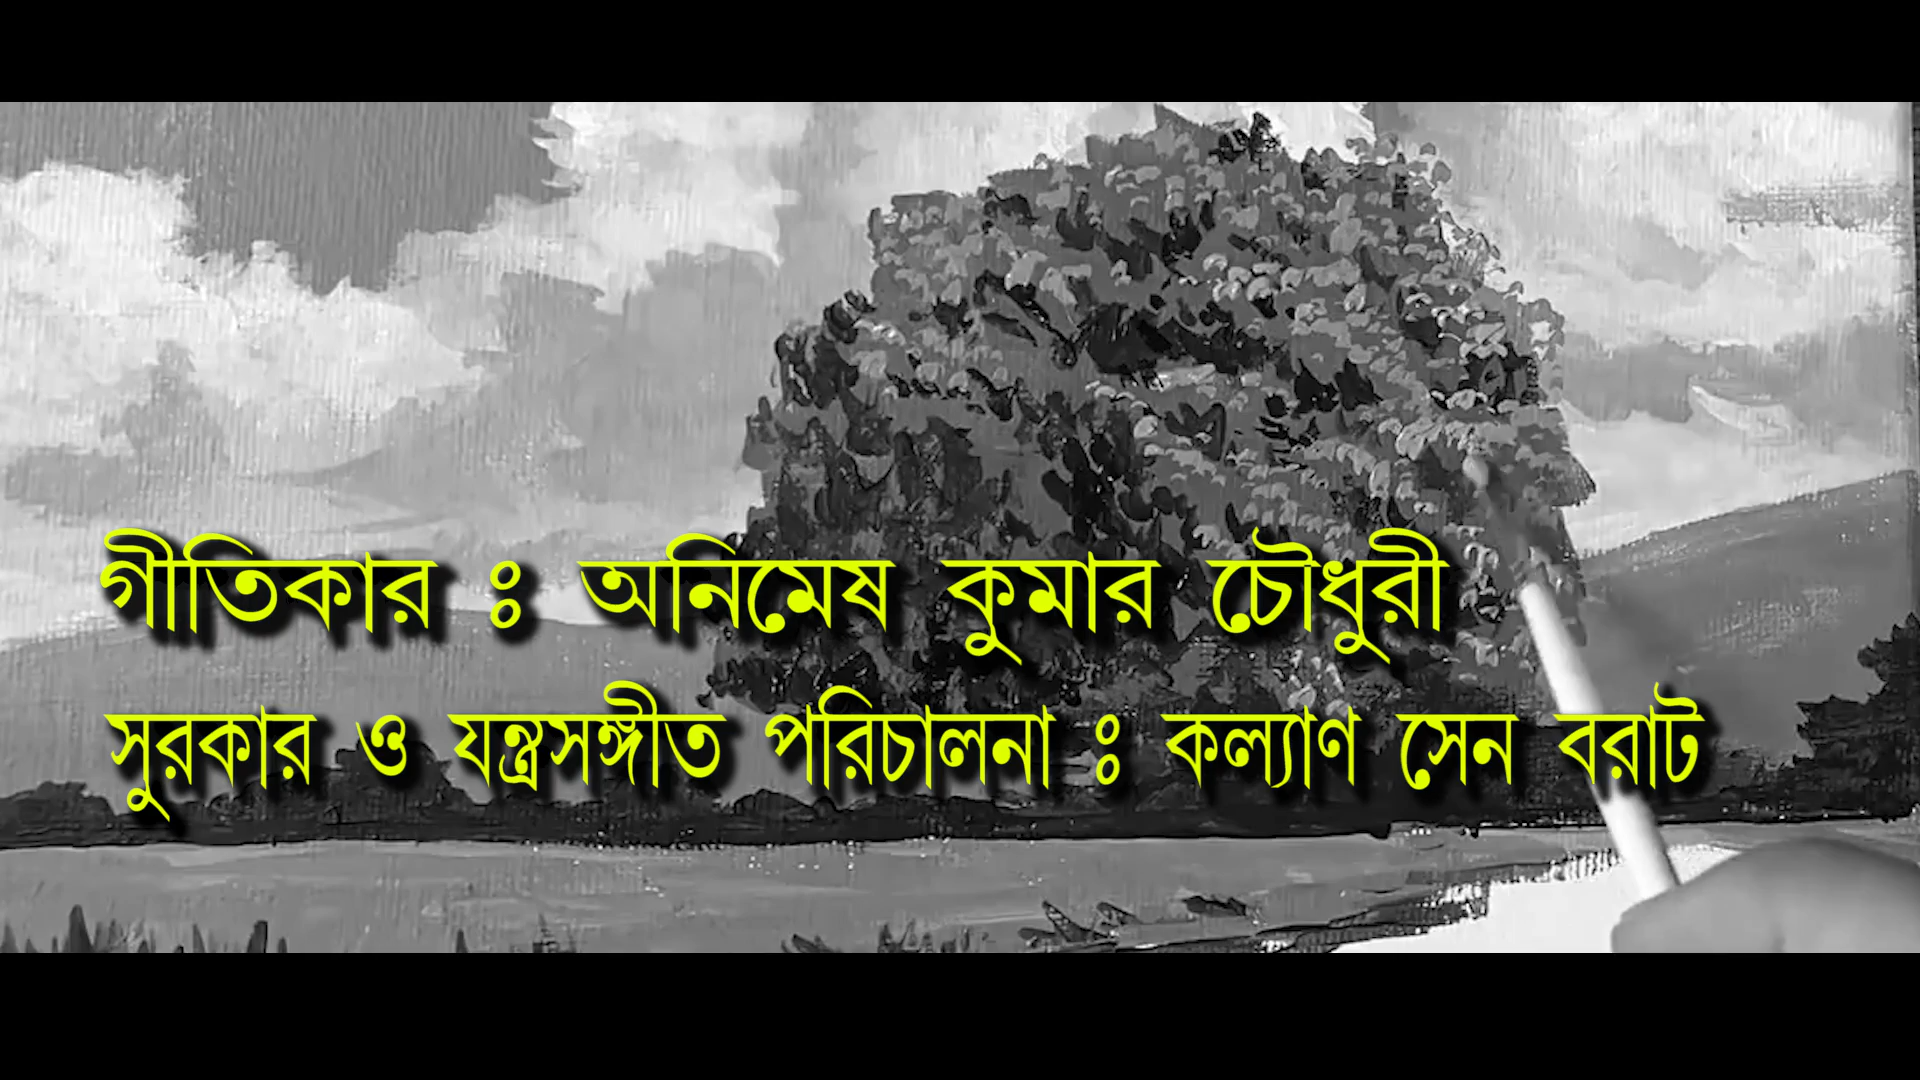 গীতিকার ঃ অনিমেষ কুমার চৌধুরী
সুরকার ও যন্ত্রসঙ্গীত পরিচালনা ঃ কল্যাণ সেন বরাট